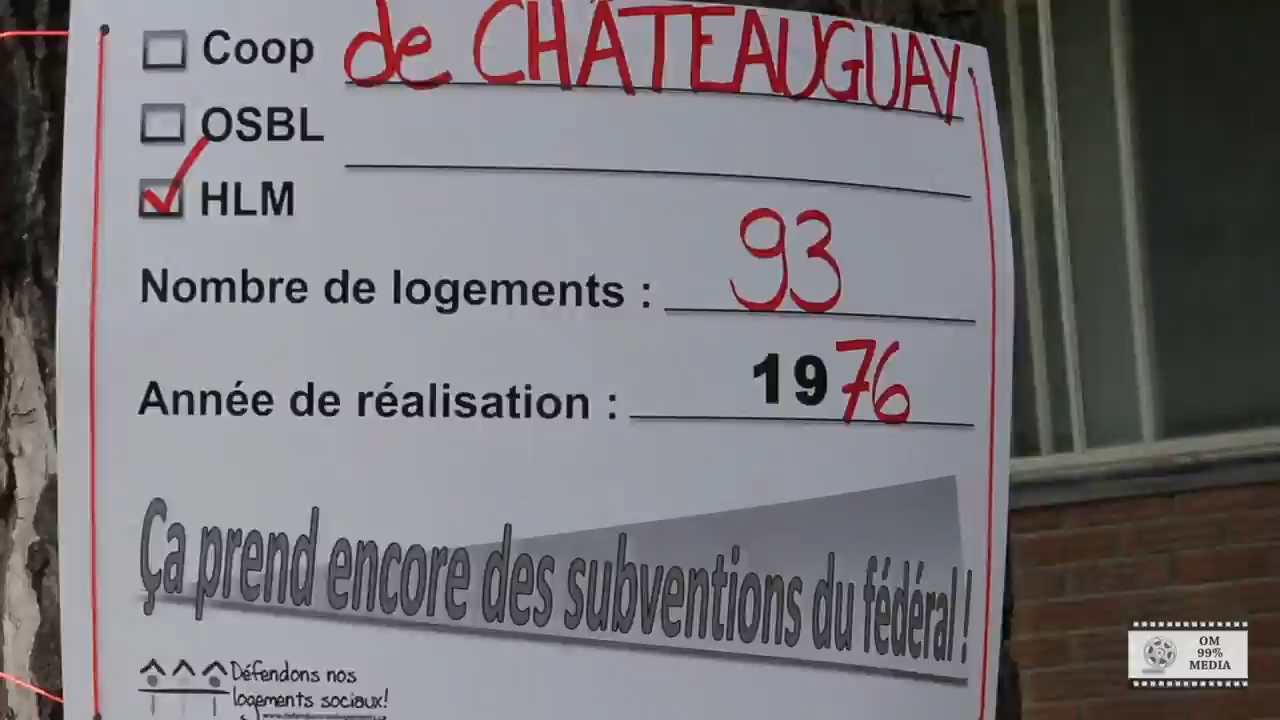 Coop de CHÂTEAUGUAY
OSBL
HLM
Nombre de logements : 93
Année de réalisation : 1976
Ça prend encore des subventions du fédéral !
Défendons nos
logements sociaux!
OM
99%
MEDIA